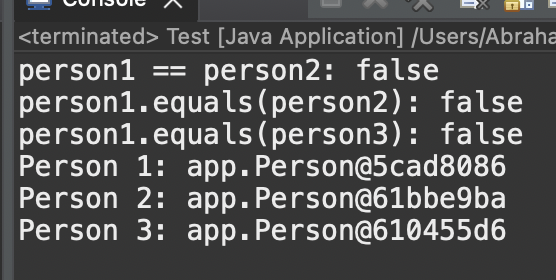 Console
<terminated> Test [Java Application] /Users/Abraha
person1 == person2: false
person1.equals(person2): false
person1.equals(person3): false
Person 1: app.Person@5cad8086
Person 2: app.Person@61bbe9ba
Person 3: app.Person@610455d6